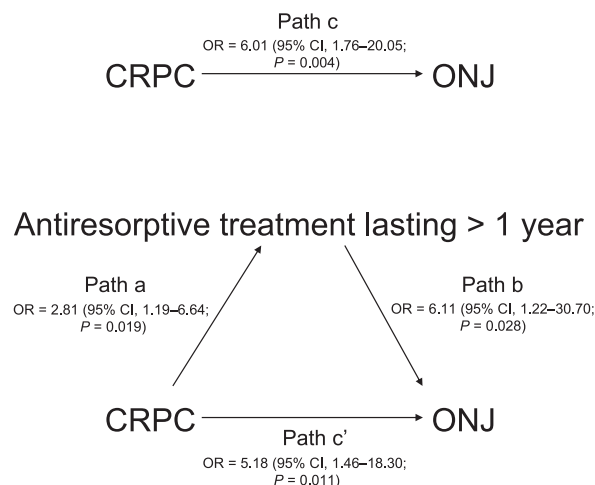 Path c
OR = 6.01 (95% CI, 1.76–20.05;
P = 0.004)
CRPC
ONJ
Antiresorptive treatment lasting > 1 year
Path a
OR = 2.81 (95% CI, 1.19–6.64;
P = 0.019)
Path b
OR = 6.11 (95% CI, 1.22–30.70;
P = 0.028)
CRPC
ONJ
Path c'
OR = 5.18 (95% CI, 1.46–18.30;
P = 0.011)